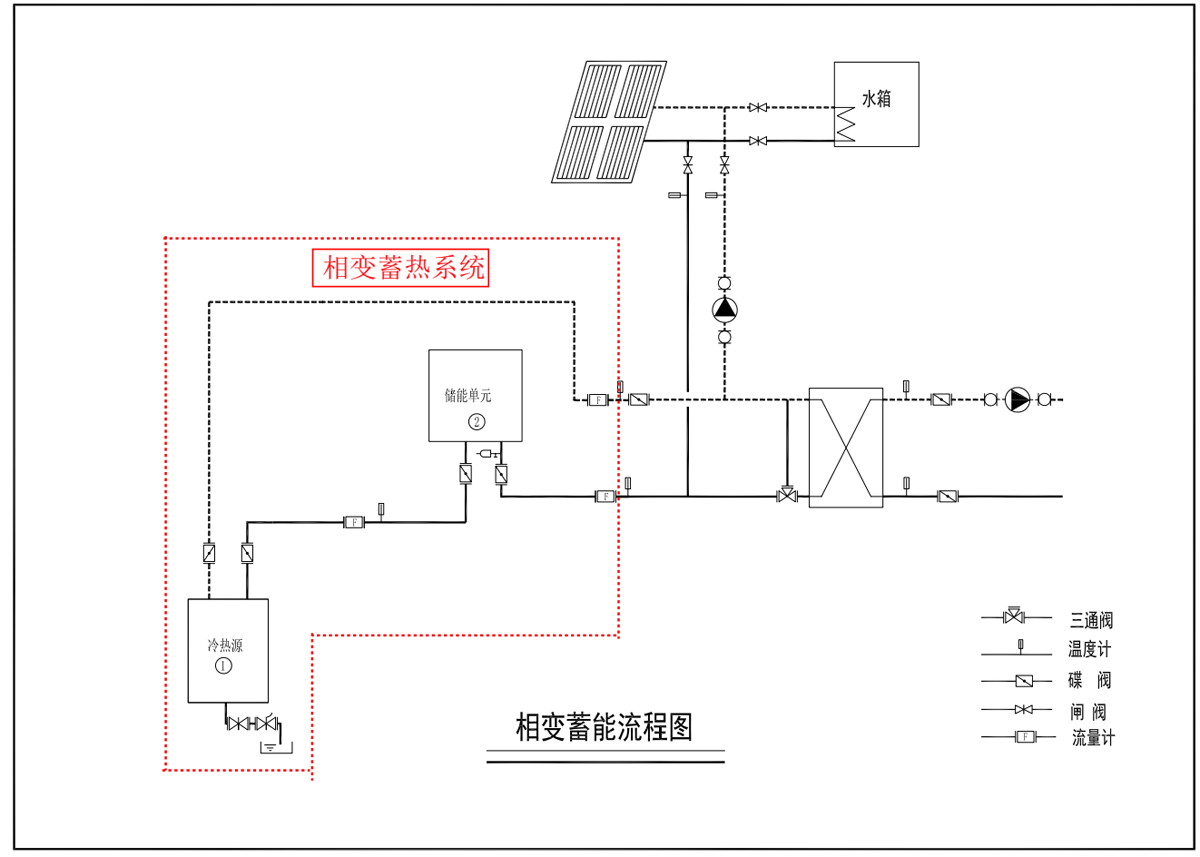 水箱
相变蓄热系统
F
储能单元
②
F
F
冷热源
①
三通阀
温度计
碟 阀
闸 阀
F 流量计
相变蓄能流程图